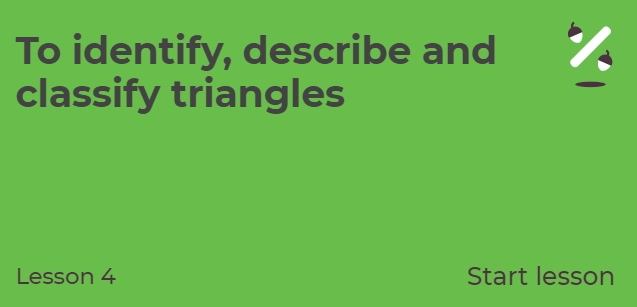 To identify, describe and
classify triangles
Lesson 4
Start lesson